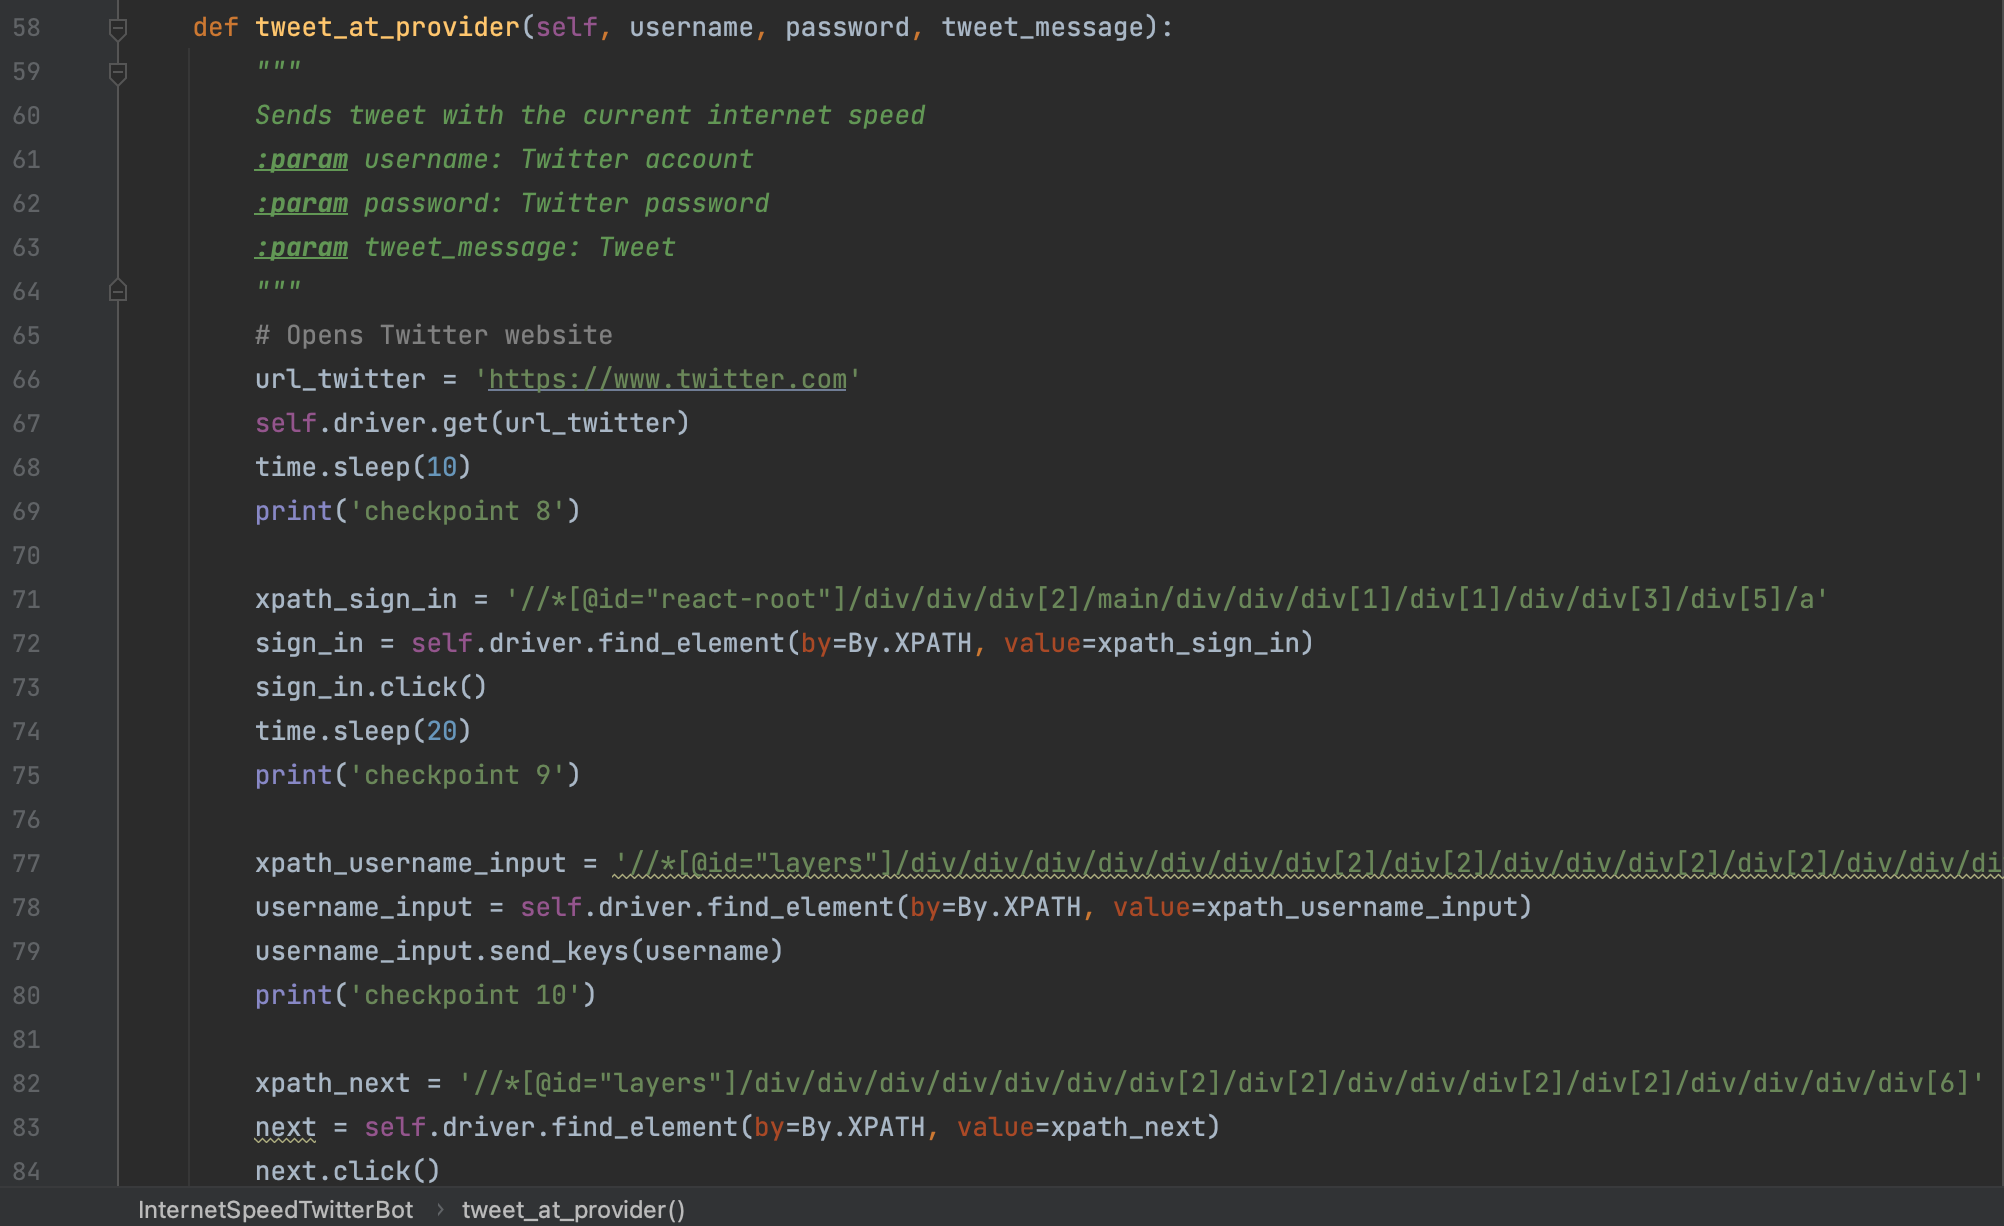 58 def tweet_at_provider(self, username, password, tweet_message):
59 """
60 Sends tweet with the current internet speed
61 :param username: Twitter account
62 :param password: Twitter password
63 :param tweet_message: Tweet
64 """
65 # Opens Twitter website
66 url_twitter = 'https://www.twitter.com'
67 self.driver.get(url_twitter)
68 time.sleep(10)
69 print('checkpoint 8')
70
71 xpath_sign_in = '//*[@id="react-root"]/div/div/div[2]/main/div/div/div[1]/div[1]/div/div[3]/div[5]/a'
72 sign_in = self.driver.find_element(by=By.XPATH, value=xpath_sign_in)
73 sign_in.click()
74 time.sleep(20)
75 print('checkpoint 9')
76
77 xpath_username_input = '//*[@id="layers"]/div/div/div/div/div/div/div[2]/div[2]/div/div/div[2]/div[2]/div/div/di
78 username_input = self.driver.find_element(by=By.XPATH, value=xpath_username_input)
79 username_input.send_keys(username)
80 print('checkpoint 10')
81
82 xpath_next = '//*[@id="layers"]/div/div/div/div/div/div/div[2]/div[2]/div/div/div[2]/div[2]/div/div/div/div[6]'
83 next = self.driver.find_element(by=By.XPATH, value=xpath_next)
84 next.click()
InternetSpeedTwitterBot › tweet_at_provider()